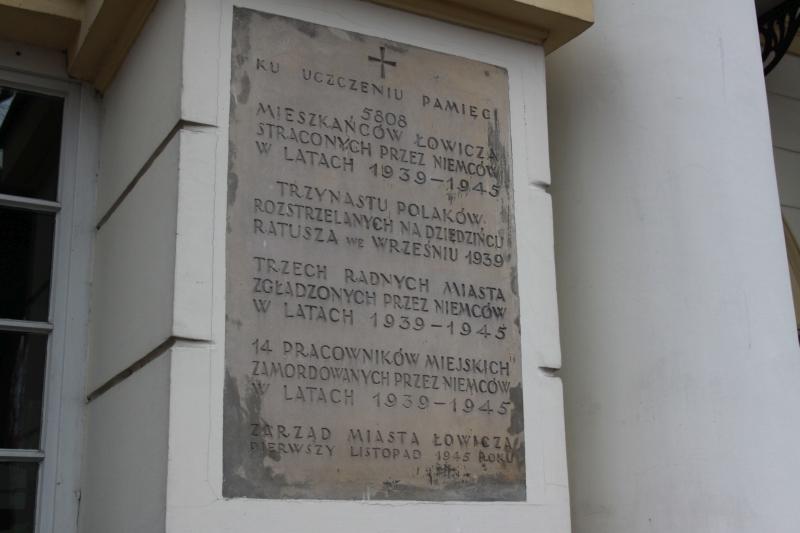 KU UCZCZENIU PAMIĘCI
5808
MIESZKAŃCÓW ŁOWICZA
STRACONYCH PRZEZ NIEMCÓW
W LATACH 1939-1945
TRZYNASTU POLAKÓW
ROZSTRZELANYCH NA DZIEDZIŃCU
RATUSZA WE WRZEŚNIU 1939
TRZECH RADNYCH MIASTA
ZGŁADZONYCH PRZEZ NIEMCÓW
W LATACH 1939-1945
14 PRACOWNIKÓW MIEJSKICH
ZAMORDOWANYCH PRZEZ NIEMCÓW
W LATACH 1939-1945
ZARZĄD MIASTA ŁOWICZA
PIERWSZY LISTOPAD 1945 ROKU